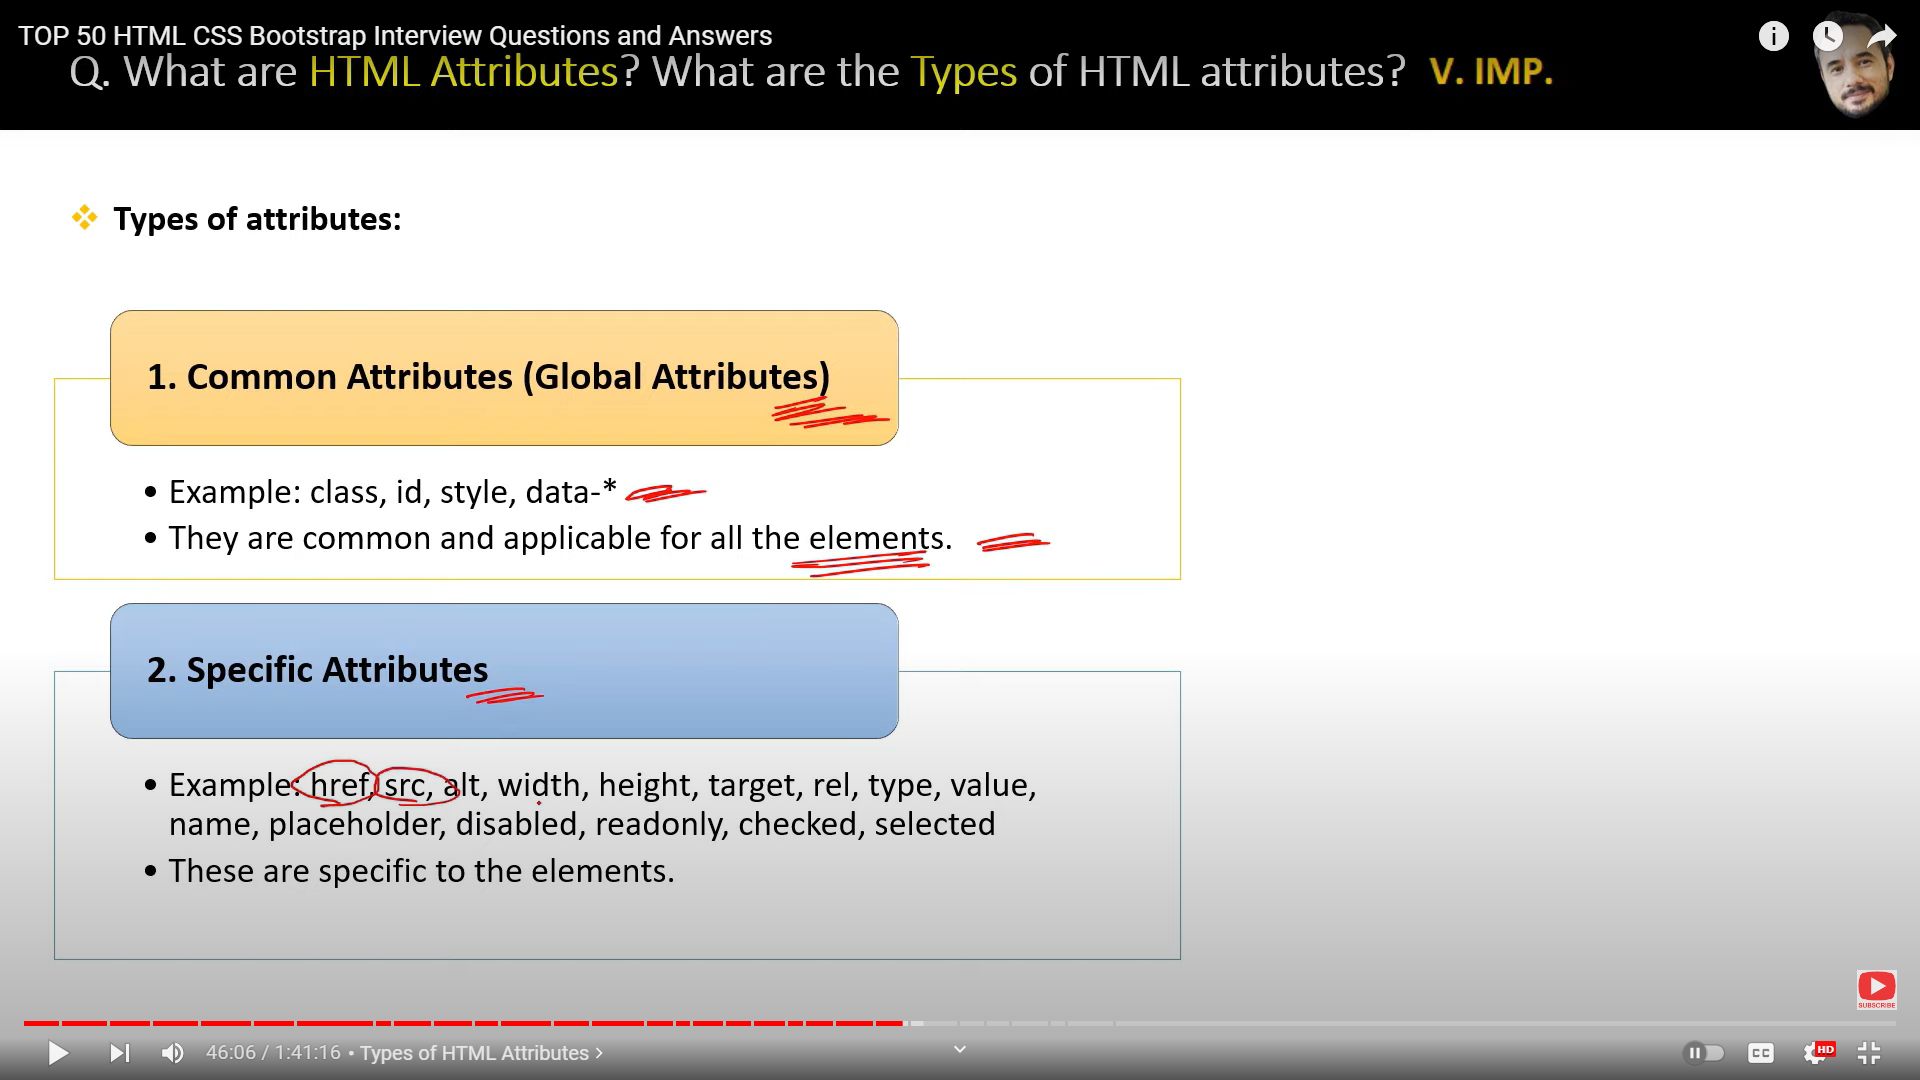 TOP 50 HTML CSS Bootstrap Interview Questions and Answers
Q. What are HTML Attributes? What are the Types of HTML attributes? V. IMP.
Types of attributes:
1. Common Attributes (Global Attributes)
• Example: class, id, style, data-*
• They are common and applicable for all the elements.
2. Specific Attributes
• Example: href, src, alt, width, height, target, rel, type, value,
name, placeholder, disabled, readonly, checked, selected
• These are specific to the elements.
SUBSCRIBE
46:06 / 1:41:16 • Types of HTML Attributes >
CC
HD